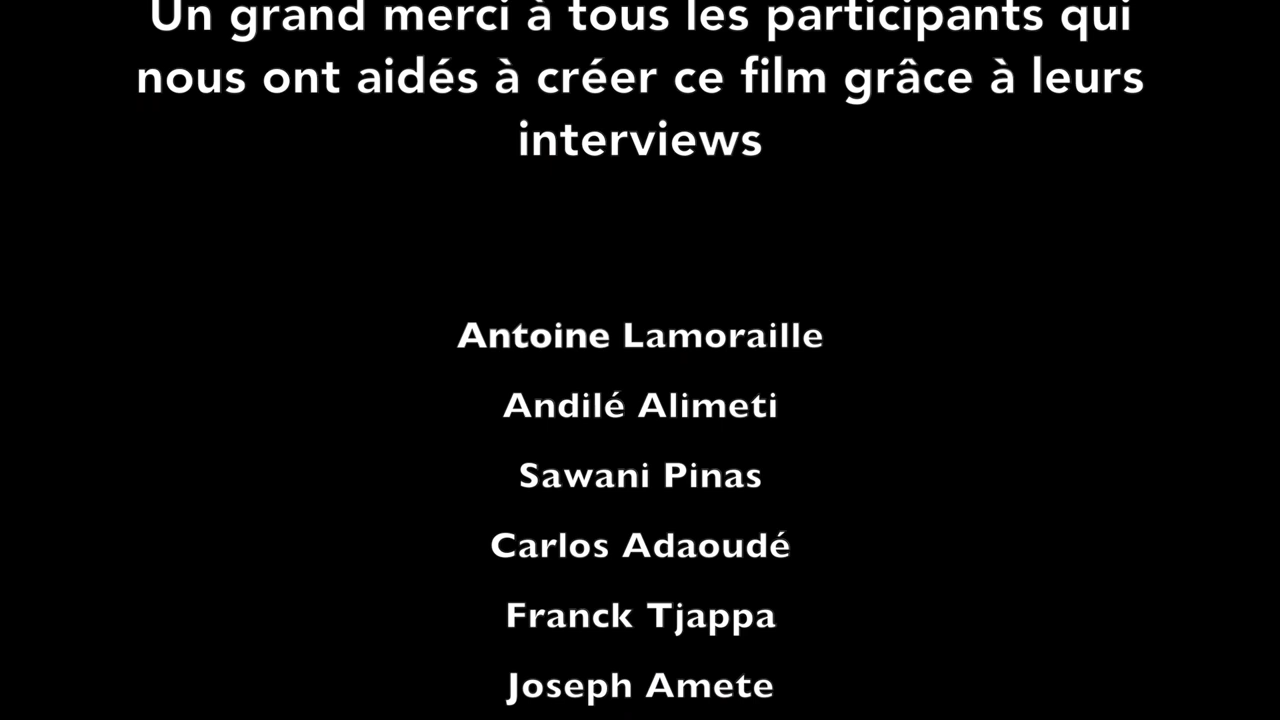 Un grand merci à tous les participants qui
nous ont aidés à créer ce film grâce à leurs
interviews
Antoine Lamoraille
Andilé Alimeti
Sawani Pinas
Carlos Adaoudé
Franck Tjappa
Joseph Amete